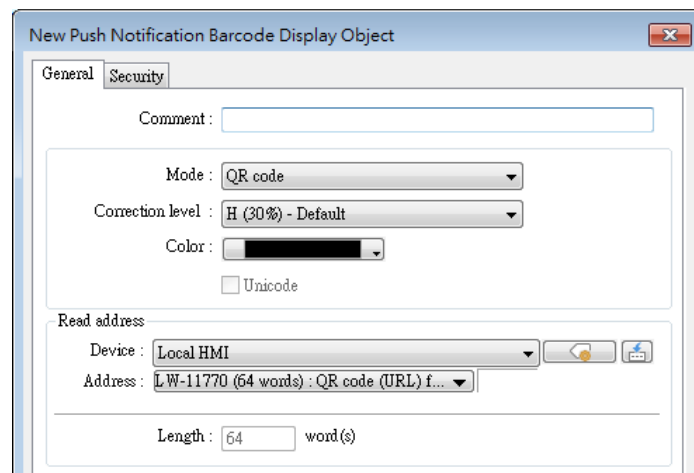 New Push Notification Barcode Display Object
General Security
Comment :
Mode : QR code
Correction level : H (30%) - Default
Color :
Unicode
Read address
Device : Local HMI
Address : LW-11770 (64 words) : QR code (URL) f...
Length : 64 word(s)